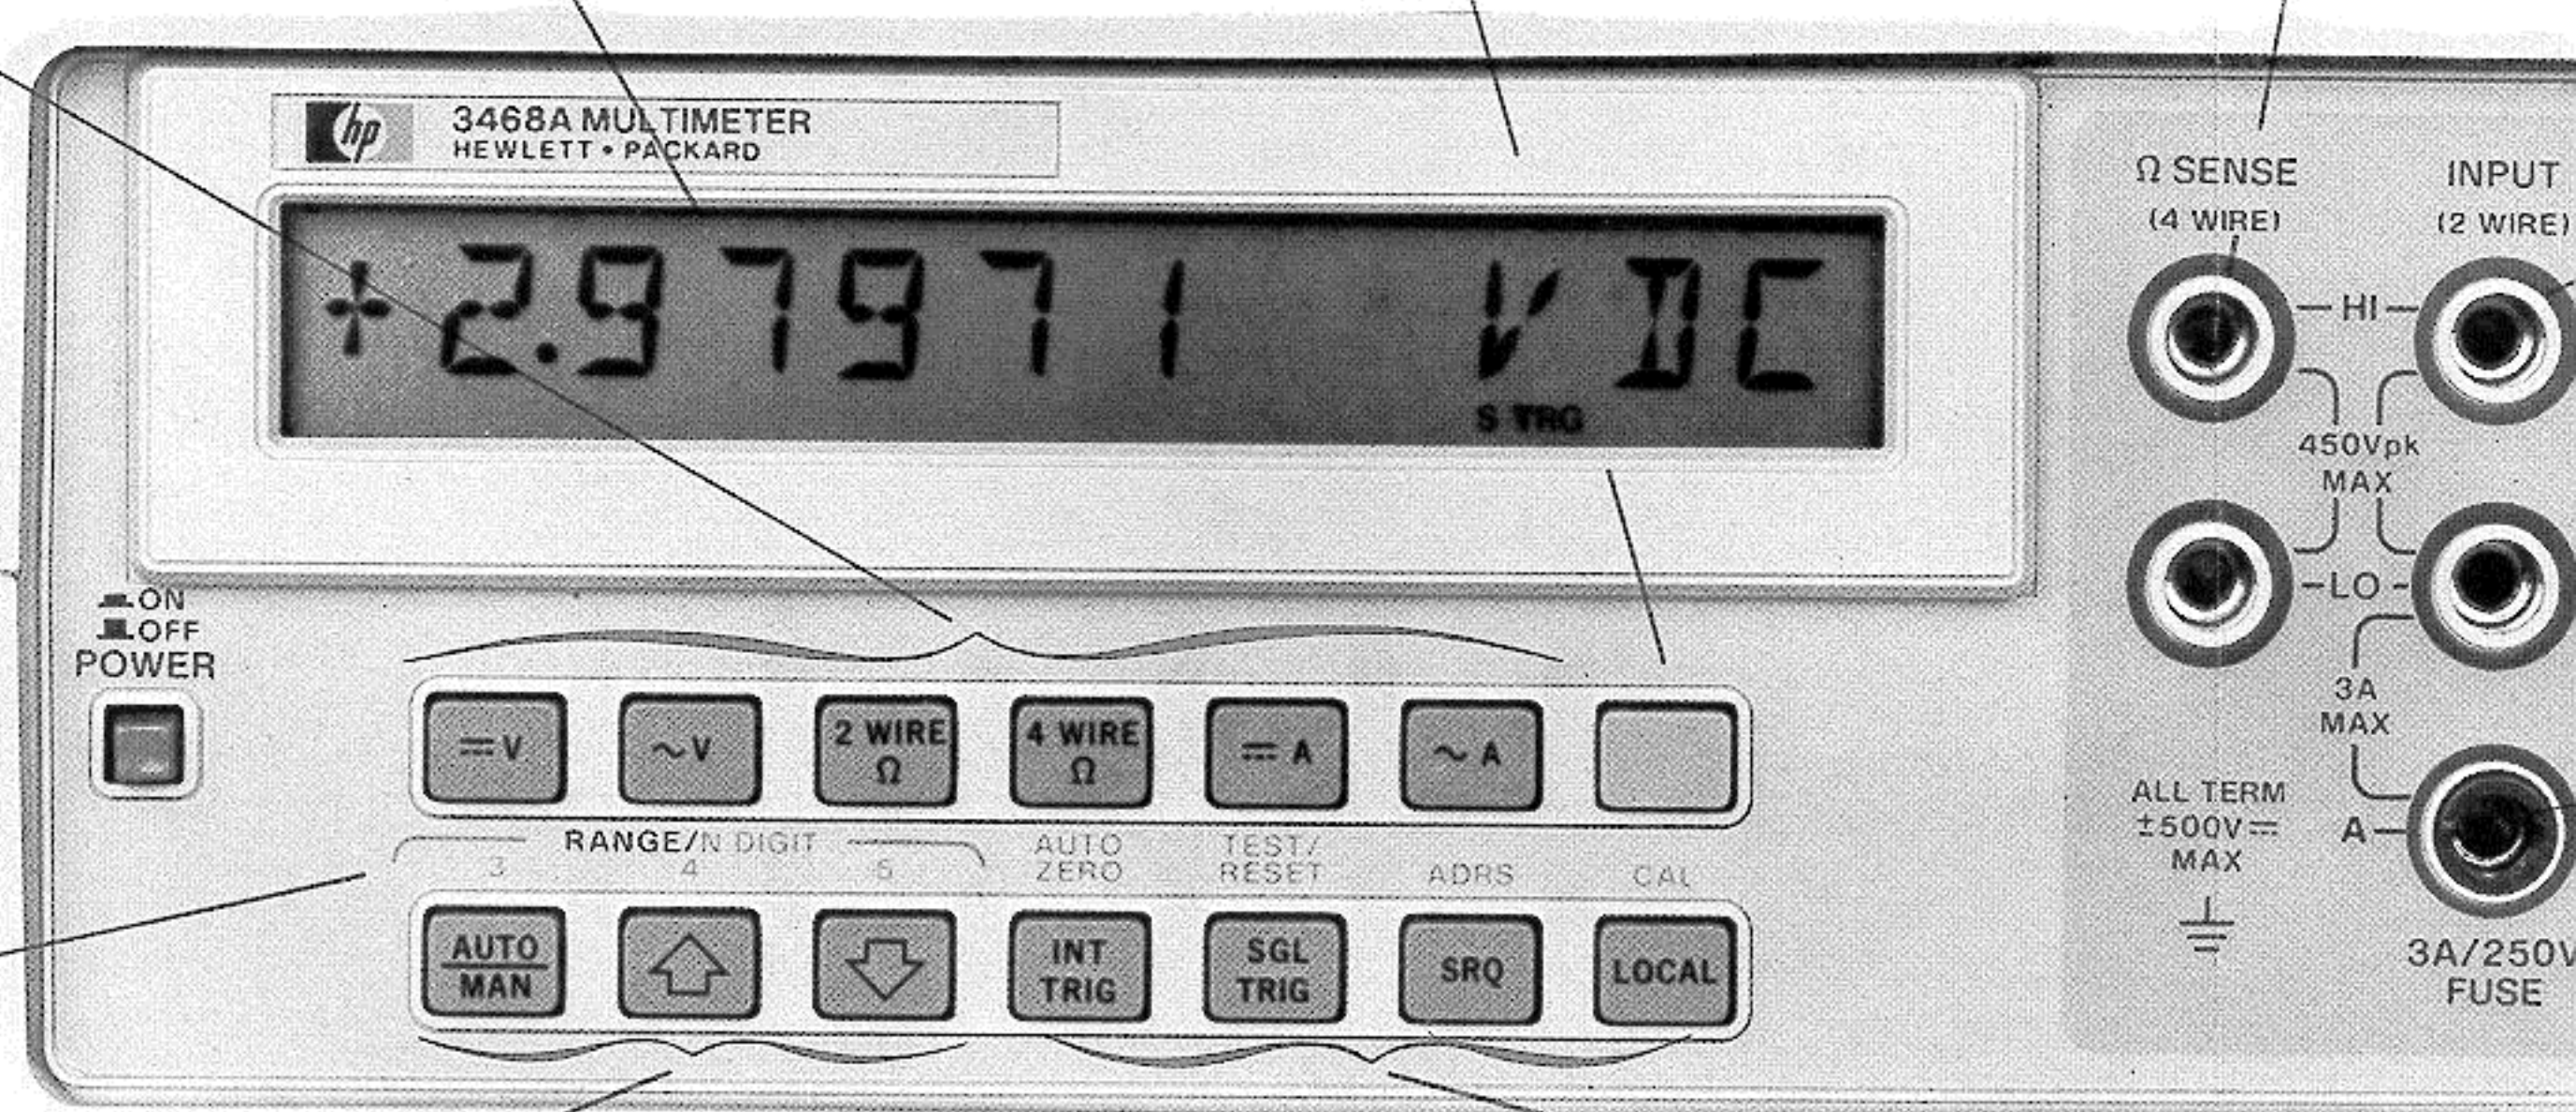 hp
3468A MULTIMETER
HEWLETT • PACKARD
+2.97971 V DC
S TRG
ON
OFF
POWER
⎓V
~V
2 WIRE
Ω
4 WIRE
Ω
⎓ A
~ A
RANGE/N DIGIT
3 4 5
AUTO
ZERO
TEST/
RESET
ADRS
CAL
AUTO
MAN
INT
TRIG
SGL
TRIG
SRQ
LOCAL
Ω SENSE
(4 WIRE)
INPUT
(2 WIRE)
HI
450Vpk
MAX
LO
3A
MAX
ALL TERM
±500V⎓
MAX
A
3A/250V
FUSE